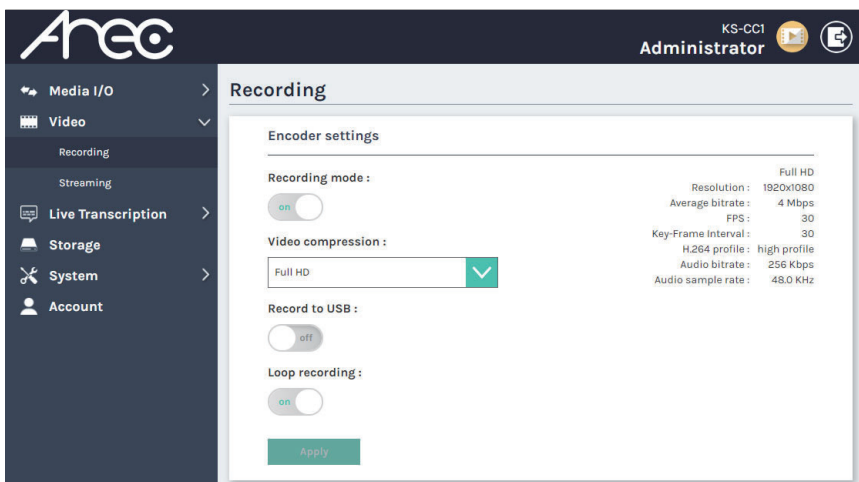 Arec
KS-CC1
Administrator
Media I/O
Video
Recording
Streaming
Live Transcription
Storage
System
Account
Recording
Encoder settings
Recording mode :
on
Video compression :
Full HD
Record to USB :
off
Loop recording :
on
Apply
Full HD
Resolution : 1920x1080
Average bitrate : 4 Mbps
FPS : 30
Key-Frame Interval : 30
H.264 profile : high profile
Audio bitrate : 256 Kbps
Audio sample rate : 48.0 KHz